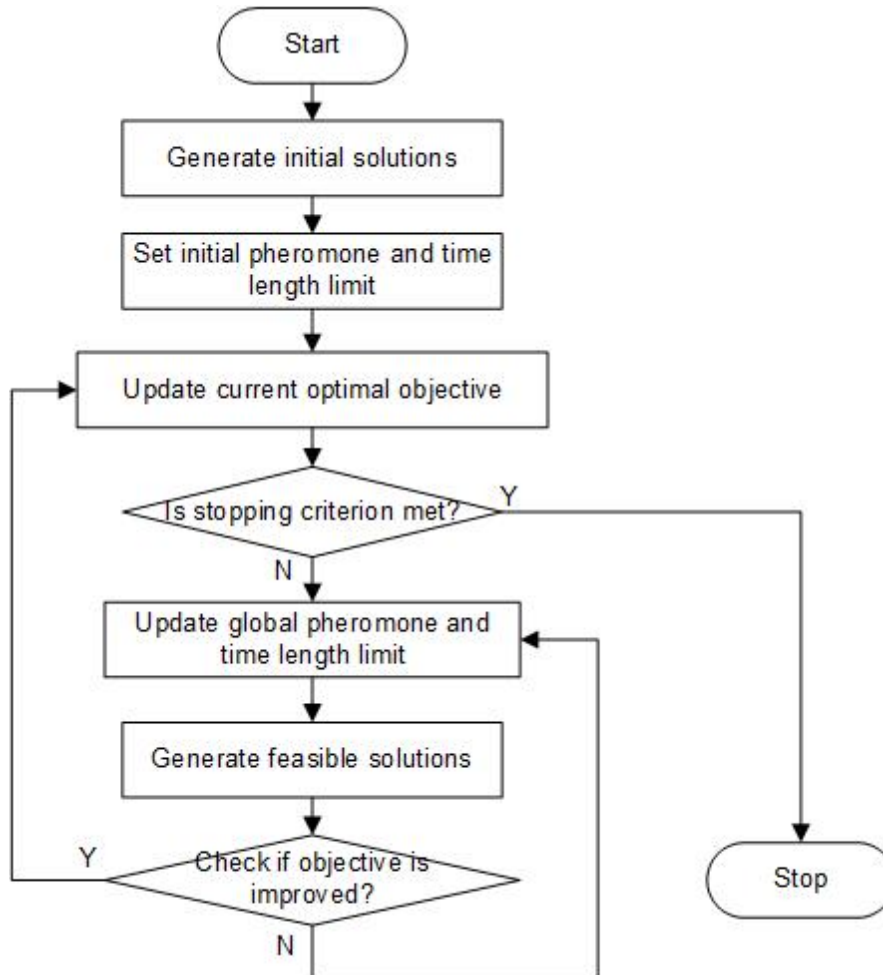 Start
Generate initial solutions
Set initial pheromone and time
length limit
Update current optimal objective
Is stopping criterion met?
Y
N
Update global pheromone and
time length limit
Generate feasible solutions
Y
Check if objective is
improved?
Stop
N